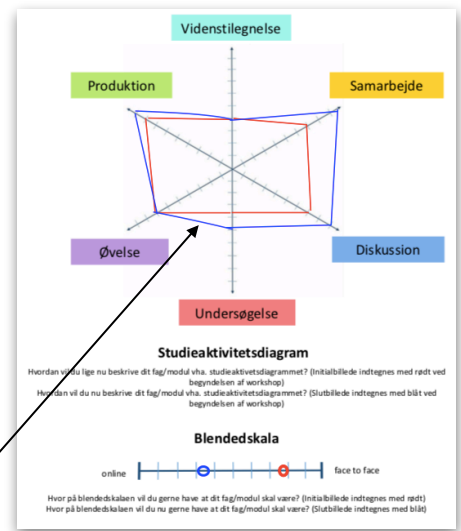 Videnstilegnelse
Produktion
Samarbejde
Øvelse
Diskussion
Undersøgelse
Studieaktivitetsdiagram
Hvordan vil du lige nu beskrive dit fag/modul vha. studieaktivetsdiagrammet? (Initialbillede indtegnes med rødt ved
begyndelsen af workshop)
Hvordan vil du nu beskrive dit fag/modul vha. studieaktivitetsdiagrammet? (Slutbillede indtegnes med blåt ved
begyndelsen af workshop)
Blendedskala
online
face to face
Hvor på blendedskalaen vil du gerne have at dit fag/modul skal være? (Initialbillede indtegnes med rødt)
Hvor på blendedskalaen vil du nu gerne have at dit fag/modul skal være? (Slutbillede indtegnes med blåt)